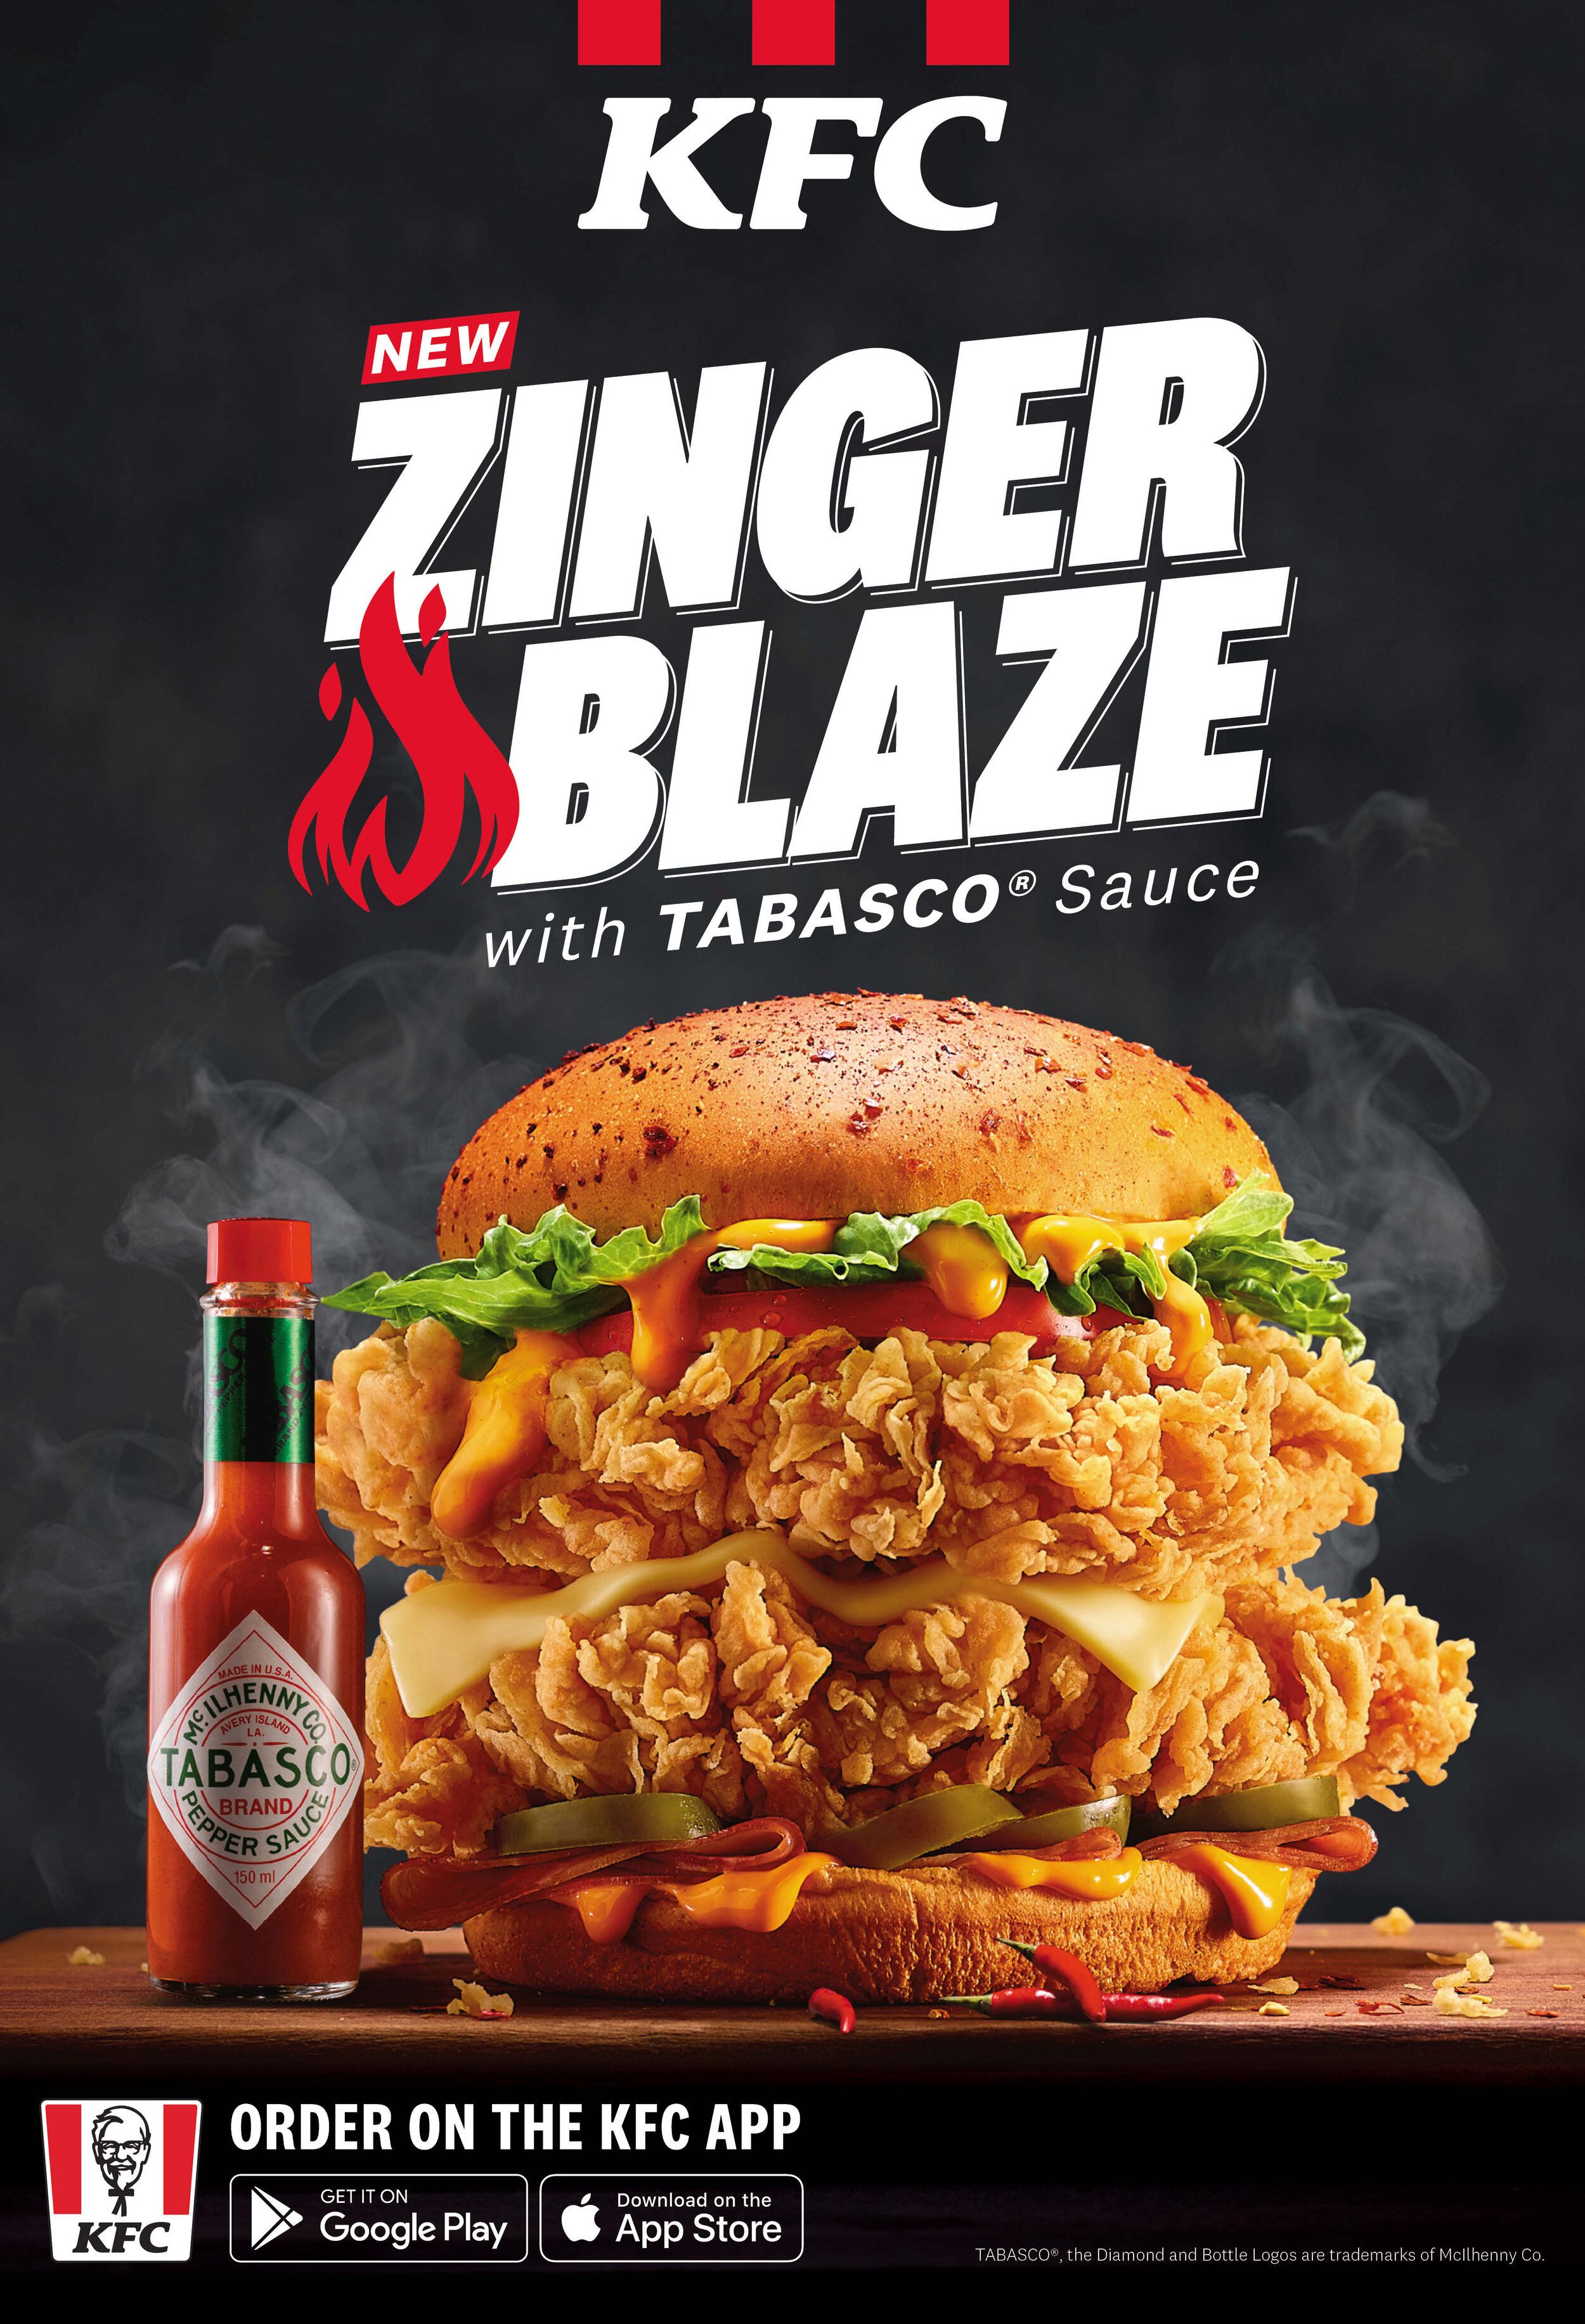 KFC
NEW
ZINGER
BLAZE
with TABASCO® Sauce
MADE IN U.S.A.
McILHENNY CO.
AVERY ISLAND
LA.
TABASCO®
BRAND
PEPPER SAUCE
150 ml
ORDER ON THE KFC APP
GET IT ON
Google Play
Download on the
App Store
KFC
TABASCO®, the Diamond and Bottle Logos are trademarks of McIlhenny Co.